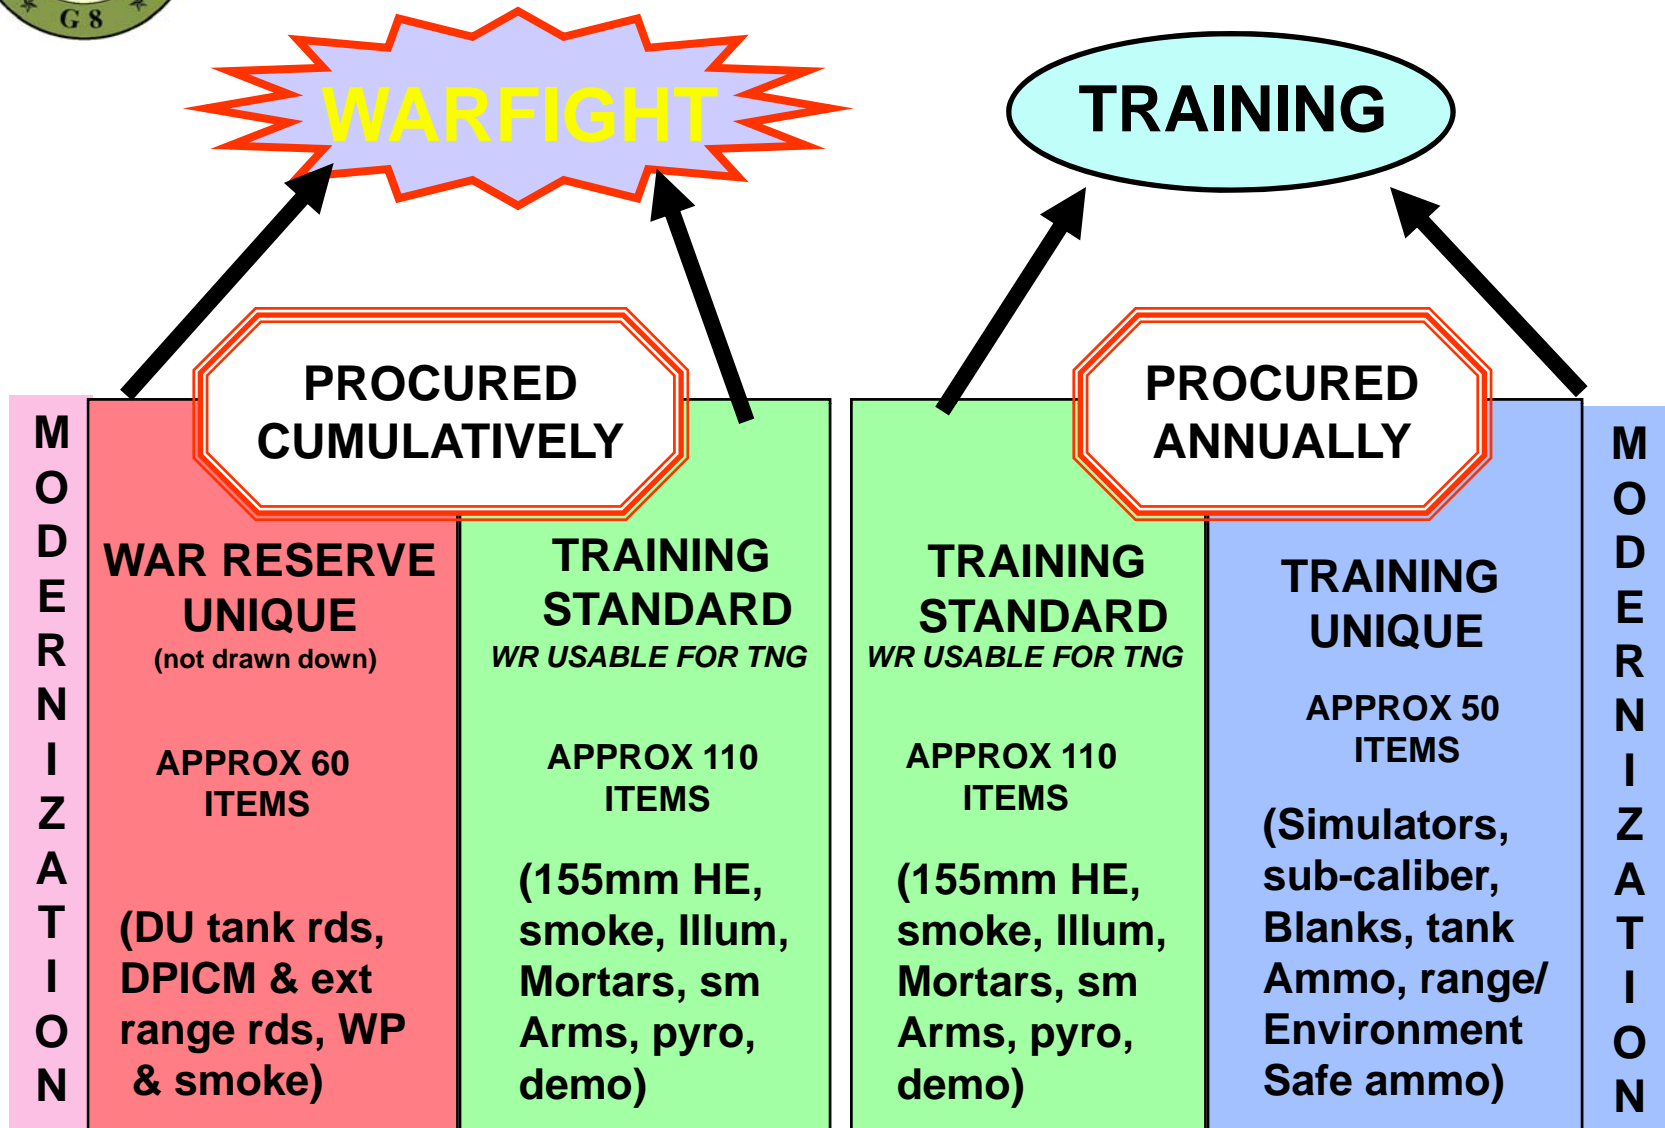 G 8
WARFIGHT
TRAINING
PROCURED
CUMULATIVELY
PROCURED
ANNUALLY
MODERNIZATION
WAR RESERVE
UNIQUE
(not drawn down)
APPROX 60
ITEMS
(DU tank rds,
DPICM & ext
range rds, WP
& smoke)
TRAINING
STANDARD
WR USABLE FOR TNG
APPROX 110
ITEMS
(155mm HE,
smoke, Illum,
Mortars, sm
Arms, pyro,
demo)
TRAINING
STANDARD
WR USABLE FOR TNG
APPROX 110
ITEMS
(155mm HE,
smoke, Illum,
Mortars, sm
Arms, pyro,
demo)
TRAINING
UNIQUE
APPROX 50
ITEMS
(Simulators,
sub-caliber,
Blanks, tank
Ammo, range/
Environment
Safe ammo)
MODERNIZATION